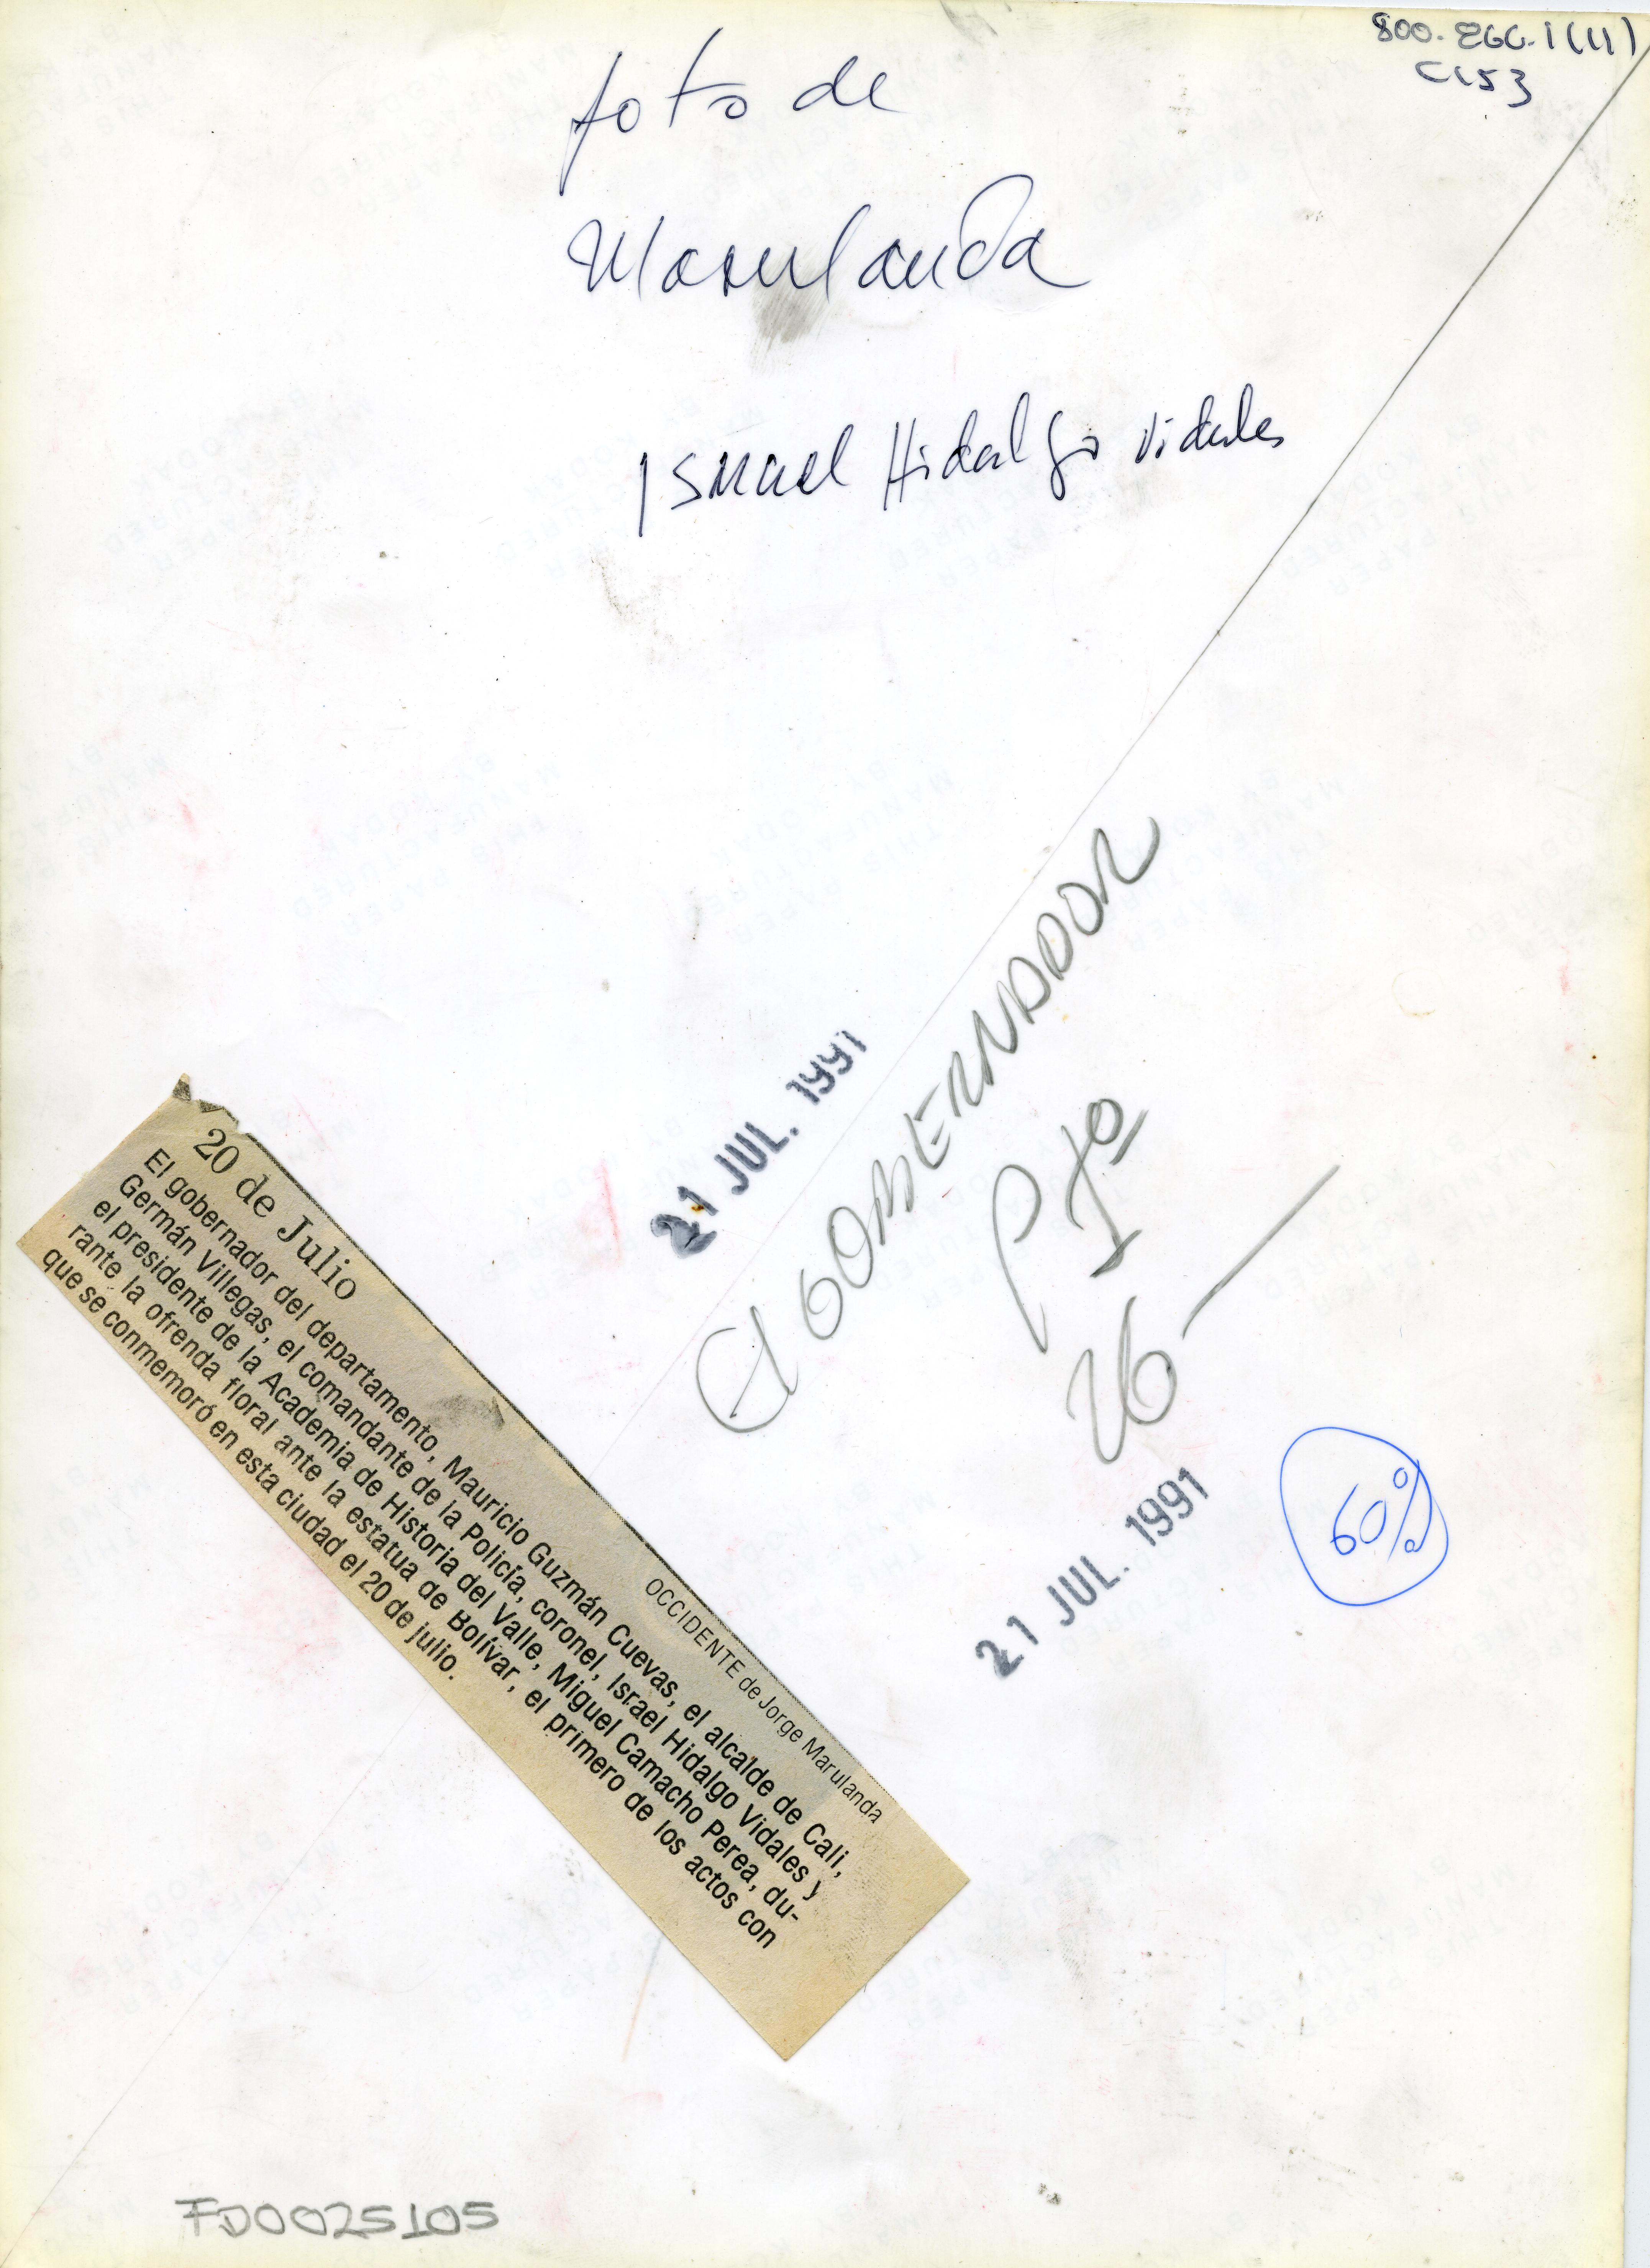 800.EGG.1(11)
C153
foto de
Marulanda
Ismael Hidalgo Vidales
El GOBERNADOR
Pto
I
26
21 JUL. 1991
21 JUL. 1991
60%
OCCIDENTE de Jorge Marulanda
20 de Julio
El gobernador del departamento, Mauricio Guzmán Cuevas, el alcalde de Cali,
Germán Villegas, el comandante de la Policía, coronel, Israel Hidalgo Vidales y
el presidente de la Academia de Historia del Valle, Miguel Camacho Perea, du-
rante la ofrenda floral ante la estatua de Bolívar, el primero de los actos con
que se conmemoró en esta ciudad el 20 de julio.
FD0025105